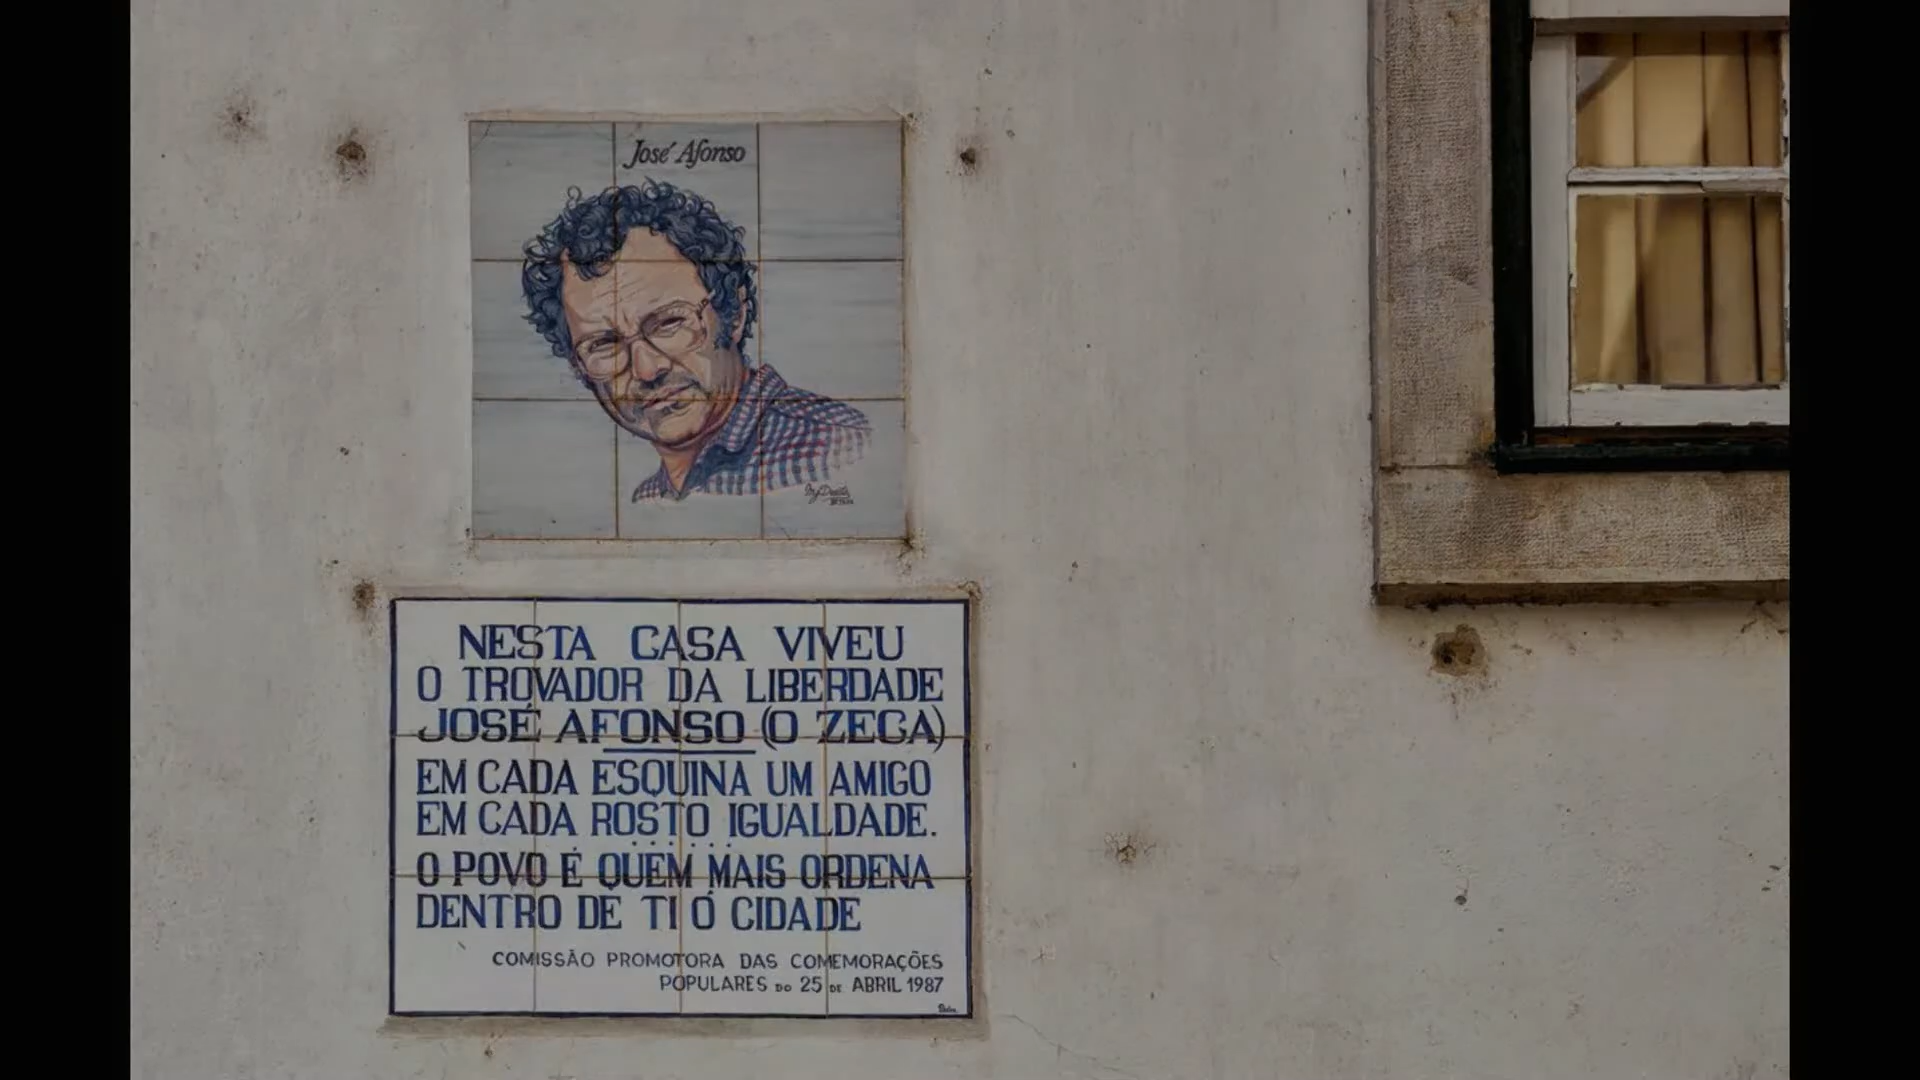 José Afonso
NESTA CASA VIVEU
O TROVADOR DA LIBERDADE
JOSÉ AFONSO (O ZECA)
EM CADA ESQUINA UM AMIGO
EM CADA ROSTO IGUALDADE.
.......
O POVO É QUEM MAIS ORDENA
DENTRO DE TI Ó CIDADE
COMISSÃO PROMOTORA DAS COMEMORAÇÕES
POPULARES DO 25 DE ABRIL 1987